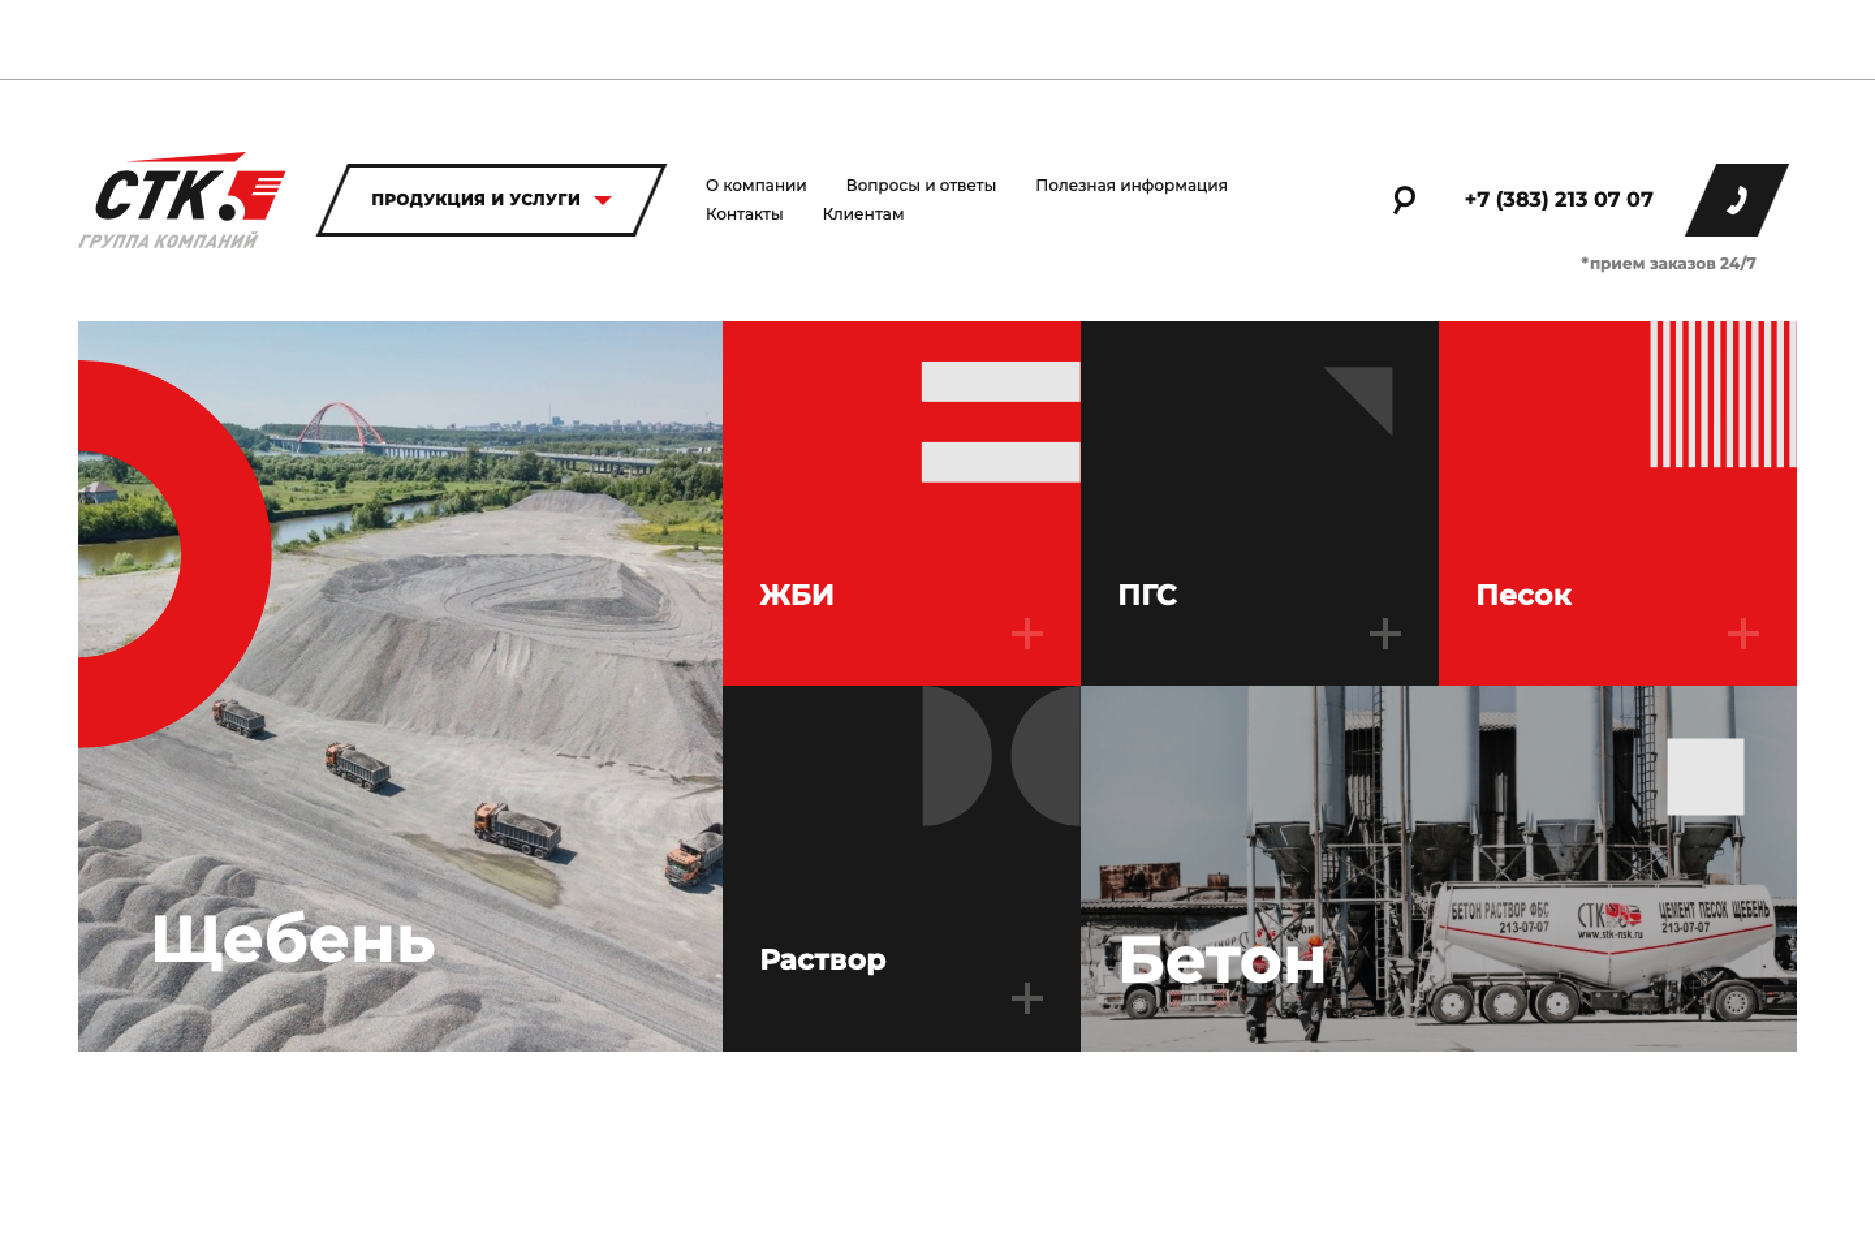 СТК
ГРУППА КОМПАНИЙ
ПРОДУКЦИЯ И УСЛУГИ
О компании Вопросы и ответы Полезная информация
Контакты Клиентам
+7 (383) 213 07 07
*прием заказов 24/7
ЖБИ
ПГС
Песок
Щебень
Раствор
Бетон
БЕТОН РАСТВОР ФБС
213-07-07
СТК
www.stk-nsk.ru
ЦЕМЕНТ ПЕСОК ЩЕБЕНЬ
213-07-07